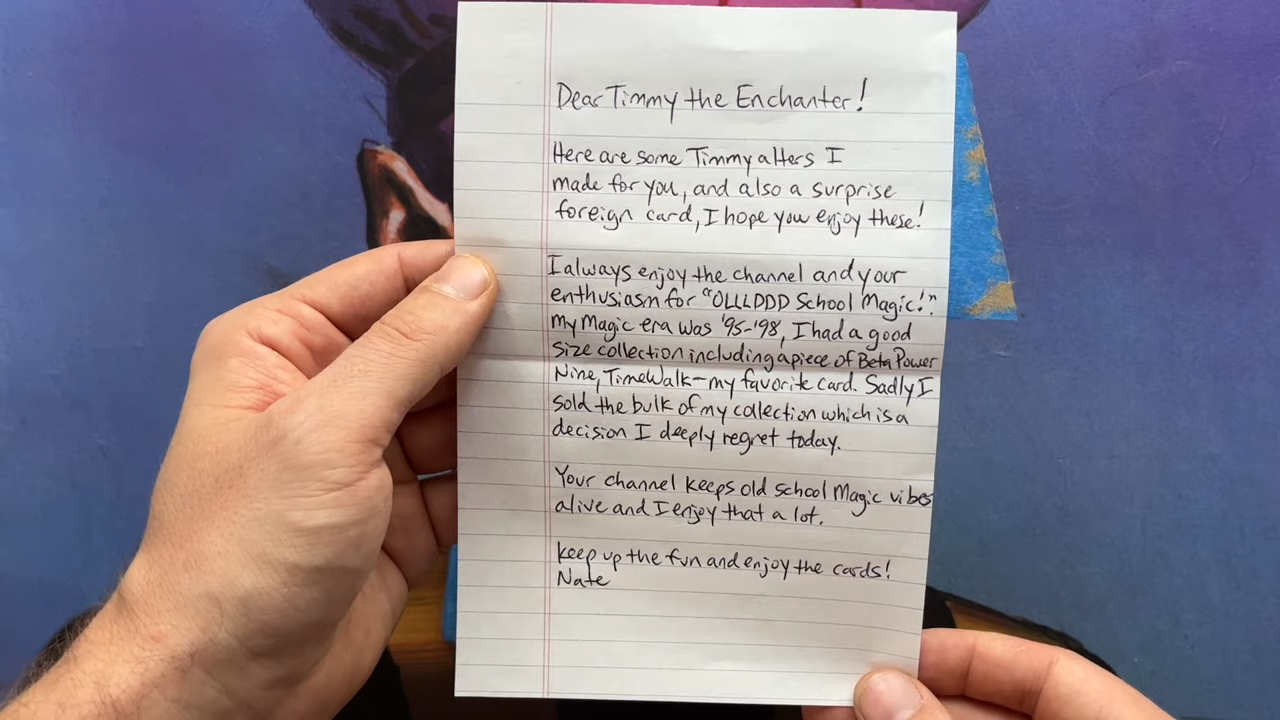 Dear Timmy the Enchanter!
Here are some Timmy alters I
made for you, and also a surprise
foreign card, I hope you enjoy these!
I always enjoy the channel and your
enthusiasm for "OLLLDDD School Magic!".
My Magic era was '95-'98, I had a good
size collection including a piece of Beta Power
Nine, Time Walk - my favorite card. Sadly I
sold the bulk of my collection which is a
decision I deeply regret today.
Your channel keeps old school Magic vibes
alive and I enjoy that a lot.
Keep up the fun and enjoy the cards!
Nate